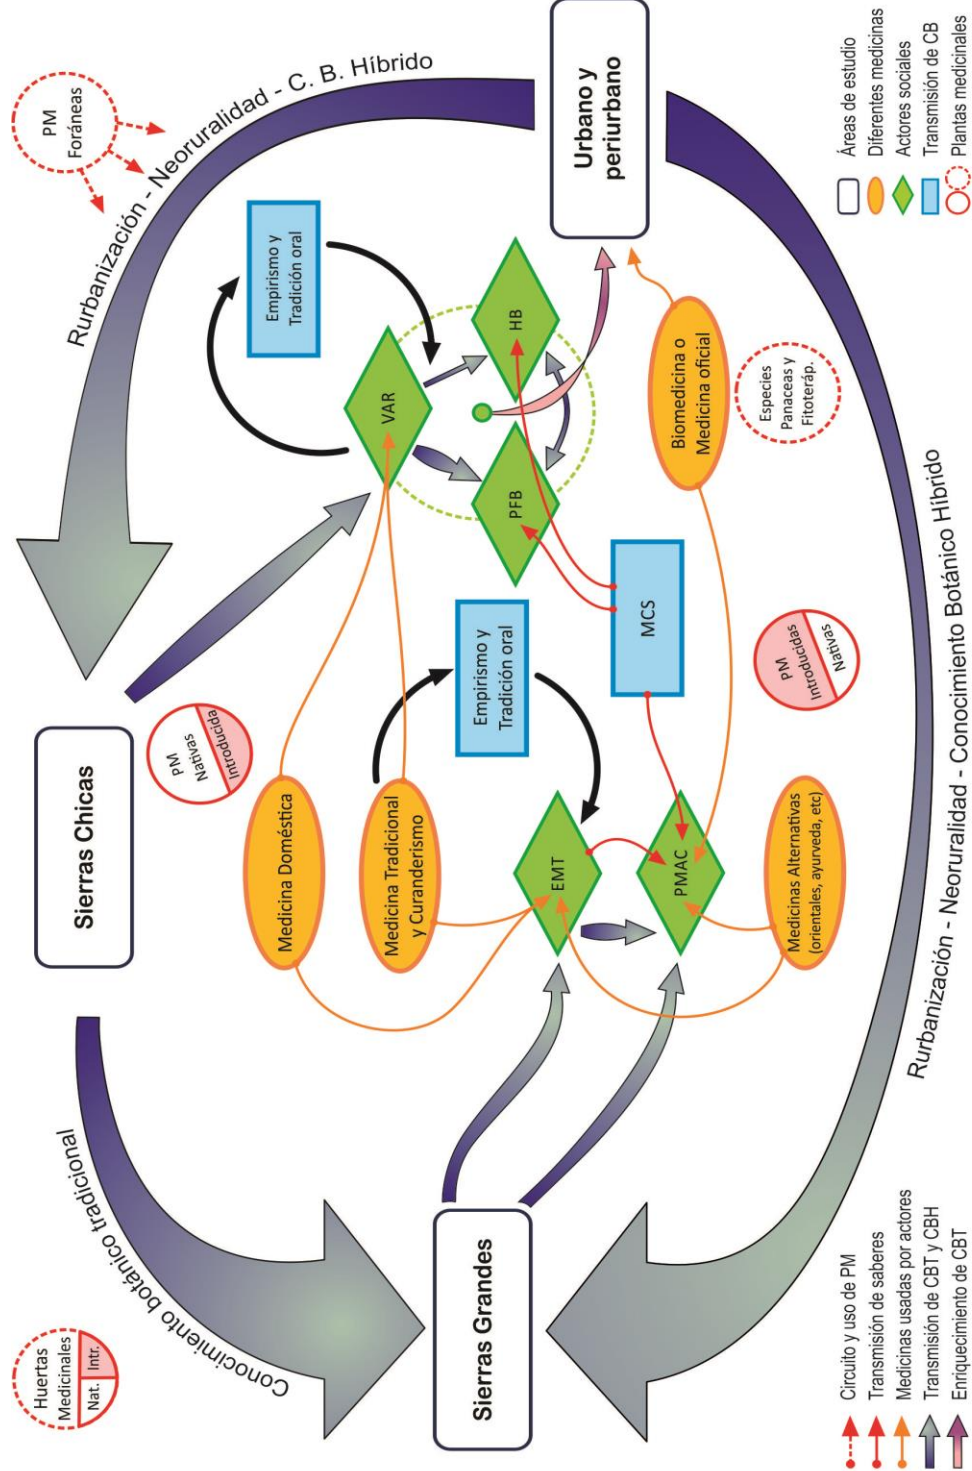 Huertas
Medicinales
Nat.
Intr.
Conocimiento botánico tradicional
Sierras Chicas
PM
Foráneas
Rurbanización - Neoruralidad - C. B. Híbrido
PM
Nativas
Introducida
Medicina Doméstica
Medicina Tradicional
y Curanderismo
Empirismo y
Tradición oral
Empirismo y
Tradición oral
VAR
PFB
HB
Sierras Grandes
EMT
PMAC
MCS
Urbano y
periurbano
Biomedicina o
Medicina oficial
Especies
Panaceas y
Fitoteráp.
Medicinas Alternativas
(orientales, ayurveda, etc)
PM
Introducidas
Nativas
Rurbanización - Neoruralidad - Conocimiento Botánico Híbrido
Circuito y uso de PM
Transmisión de saberes
Medicinas usadas por actores
Transmisión de CBT y CBH
Enriquecimiento de CBT
Áreas de estudio
Diferentes medicinas
Actores sociales
Transmisión de CB
Plantas medicinales